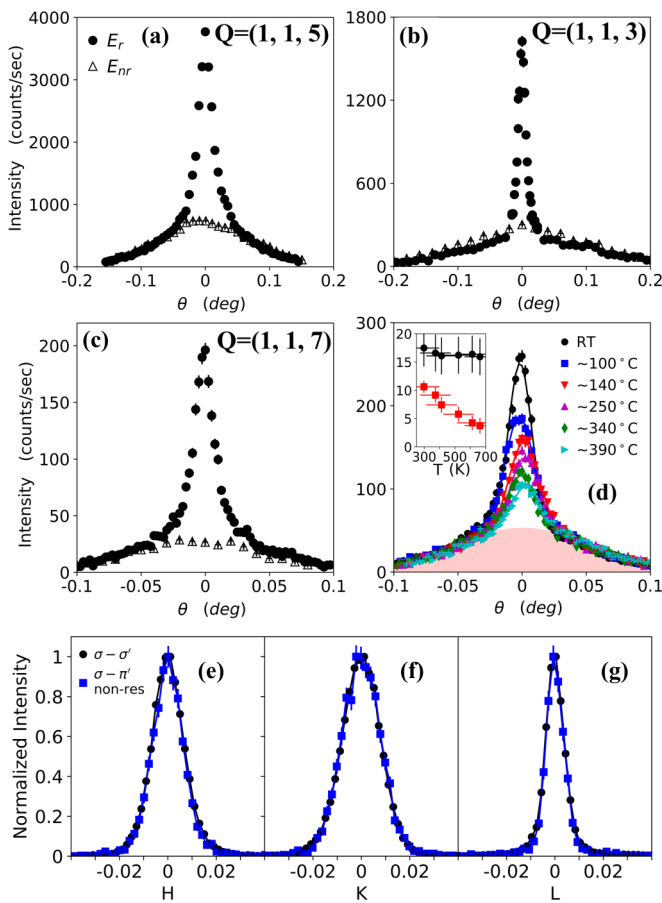 4000
3000
2000
1000
0
Intensity (counts/sec)
E_r
E_nr
(a)
Q=(1, 1, 5)
-0.2 -0.1 0 0.1 0.2
θ (deg)
1800
1200
600
0
(b)
Q=(1, 1, 3)
-0.2 -0.1 0 0.1 0.2
θ (deg)
200
150
100
50
0
Intensity (counts/sec)
(c)
Q=(1, 1, 7)
-0.1 -0.05 0 0.05 0.1
θ (deg)
300
200
100
0
20
15
10
5
0
300 500 700
T (K)
RT
~100°C
~140°C
~250°C
~340°C
~390°C
(d)
-0.1 -0.05 0 0.05 0.1
θ (deg)
Normalized Intensity
1
0.8
0.6
0.4
0.2
0
σ − σ′
σ − π′
non-res
(e)
(f)
(g)
-0.02 0 0.02
-0.02 0 0.02
-0.02 0 0.02
H
K
L